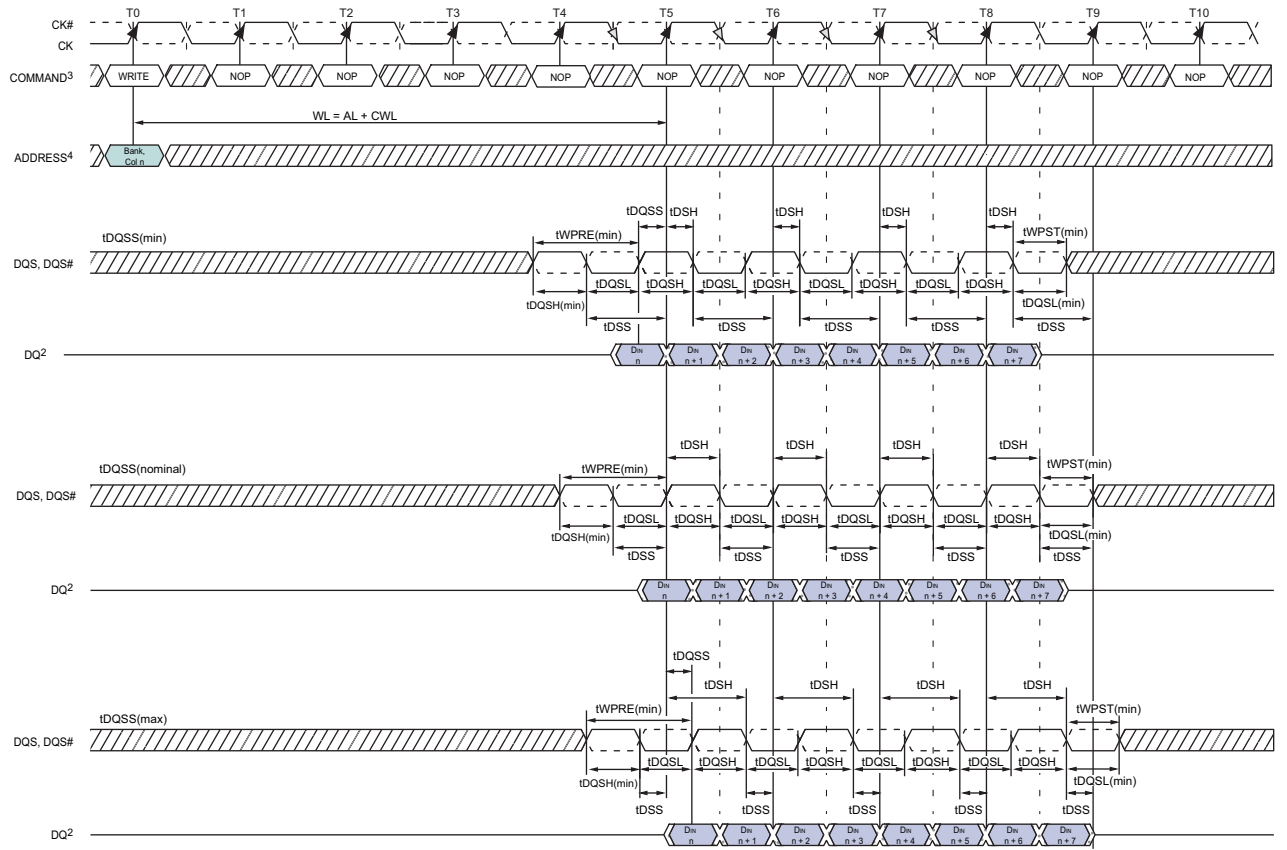 T0 T1 T2 T3 T4 T5 T6 T7 T8 T9 T10
CK#
CK
COMMAND3 WRITE NOP NOP NOP NOP NOP NOP NOP NOP NOP NOP
WL = AL + CWL
ADDRESS4 Bank, Col n
tDQSS tDSH tDSH tDSH tDSH
tDQSS(min) tWPRE(min) tWPST(min)
DQS, DQS#
tDQSL tDQSH tDQSL tDQSH tDQSL tDQSH tDQSL tDQSH
tDQSH(min) tDQSL(min)
tDSS tDSS tDSS tDSS tDSS
DQ2 DIN n DIN n + 1 DIN n + 2 DIN n + 3 DIN n + 4 DIN n + 5 DIN n + 6 DIN n + 7
tDSH tDSH tDSH tDSH
tDQSS(nominal) tWPRE(min) tWPST(min)
DQS, DQS#
tDQSL tDQSH tDQSL tDQSH tDQSL tDQSH tDQSL tDQSH
tDQSH(min) tDQSL(min)
tDSS tDSS tDSS tDSS tDSS
DQ2 DIN n DIN n + 1 DIN n + 2 DIN n + 3 DIN n + 4 DIN n + 5 DIN n + 6 DIN n + 7
tDQSS
tDSH tDSH tDSH tDSH
tDQSS(max) tWPRE(min) tWPST(min)
DQS, DQS#
tDQSL tDQSH tDQSL tDQSH tDQSL tDQSH tDQSL tDQSH
tDQSH(min) tDQSL(min)
tDSS tDSS tDSS tDSS tDSS
DQ2 DIN n DIN n + 1 DIN n + 2 DIN n + 3 DIN n + 4 DIN n + 5 DIN n + 6 DIN n + 7